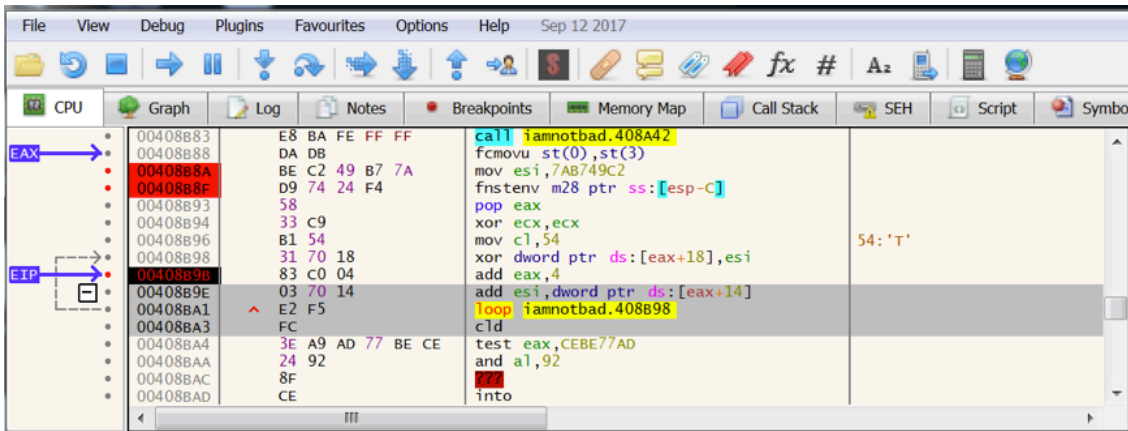 File View Debug Plugins Favourites Options Help Sep 12 2017
S fx # A2
CPU Graph Log Notes Breakpoints Memory Map Call Stack SEH Script Symbo
00408B83 E8 BA FE FF FF call iamnotbad.408A42
EAX 00408B88 DA DB fcmovu st(0),st(3)
00408B8A BE C2 49 B7 7A mov esi,7AB749C2
00408B8F D9 74 24 F4 fnstenv m28 ptr ss:[esp-C]
00408B93 58 pop eax
00408B94 33 C9 xor ecx,ecx
00408B96 B1 54 mov cl,54 54:'T'
00408B98 31 70 18 xor dword ptr ds:[eax+18],esi
EIP 00408B9B 83 C0 04 add eax,4
00408B9E 03 70 14 add esi,dword ptr ds:[eax+14]
00408BA1 ^ E2 F5 loop iamnotbad.408B98
00408BA3 FC cld
00408BA4 3E A9 AD 77 BE CE test eax,CEBE77AD
00408BAA 24 92 and al,92
00408BAC 8F ???
00408BAD CE into